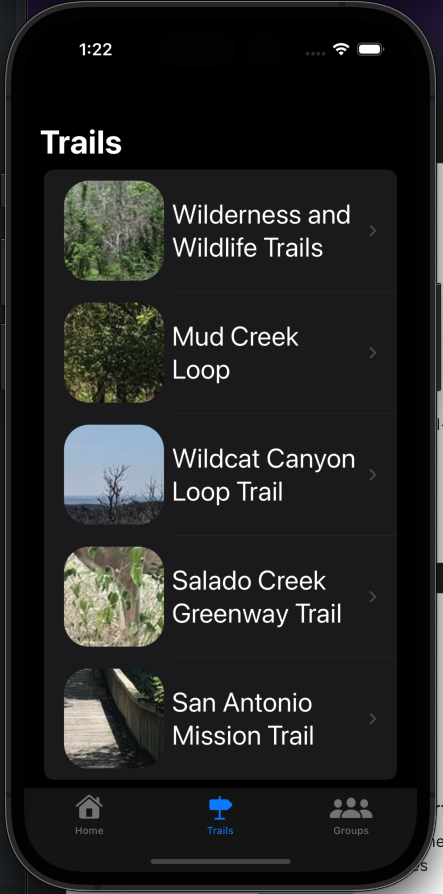 1:22
Trails
Wilderness and
Wildlife Trails
Mud Creek
Loop
Wildcat Canyon
Loop Trail
Salado Creek
Greenway Trail
San Antonio
Mission Trail
Home
Trails
Groups